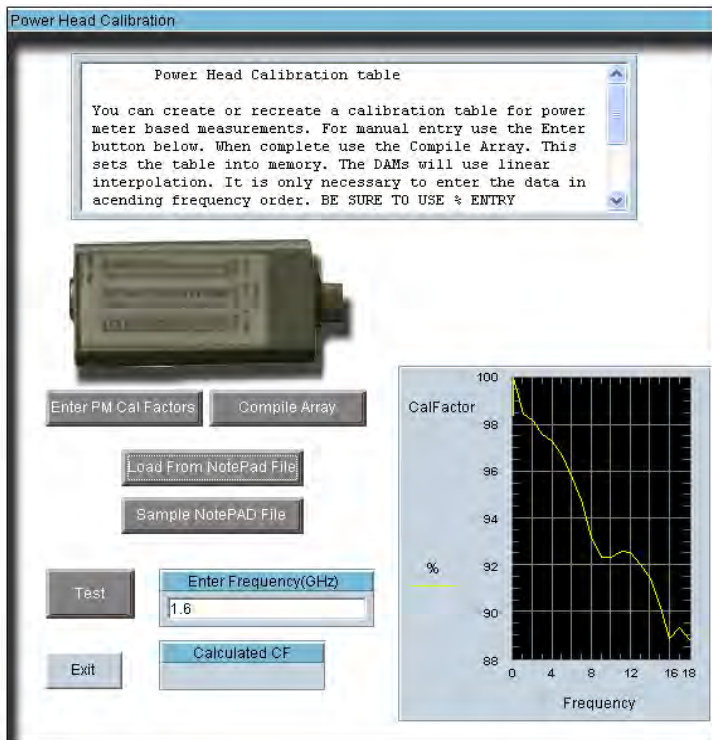 Power Head Calibration
Power Head Calibration table
You can create or recreate a calibration table for power
meter based measurements. For manual entry use the Enter
button below. When complete use the Compile Array. This
sets the table into memory. The DAMs will use linear
interpolation. It is only necessary to enter the data in
acending frequency order. BE SURE TO USE % ENTRY
Enter PM Cal Factors
Compile Array
Load From NotePad File
Sample NotePAD File
Test
Enter Frequency(GHz)
1.6
Exit
Calculated CF
CalFactor
%
100
98
96
94
92
90
88
0 4 8 12 16 18
Frequency